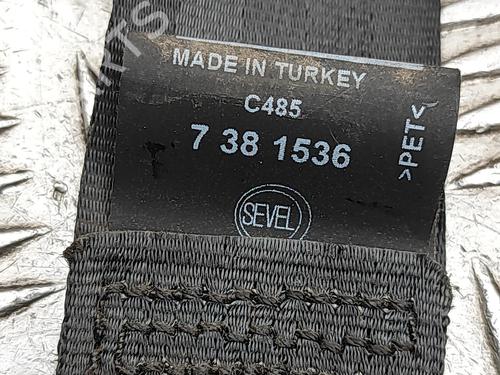 MADE IN TURKEY
C485
7 38 1536
SEVEL
>PET<